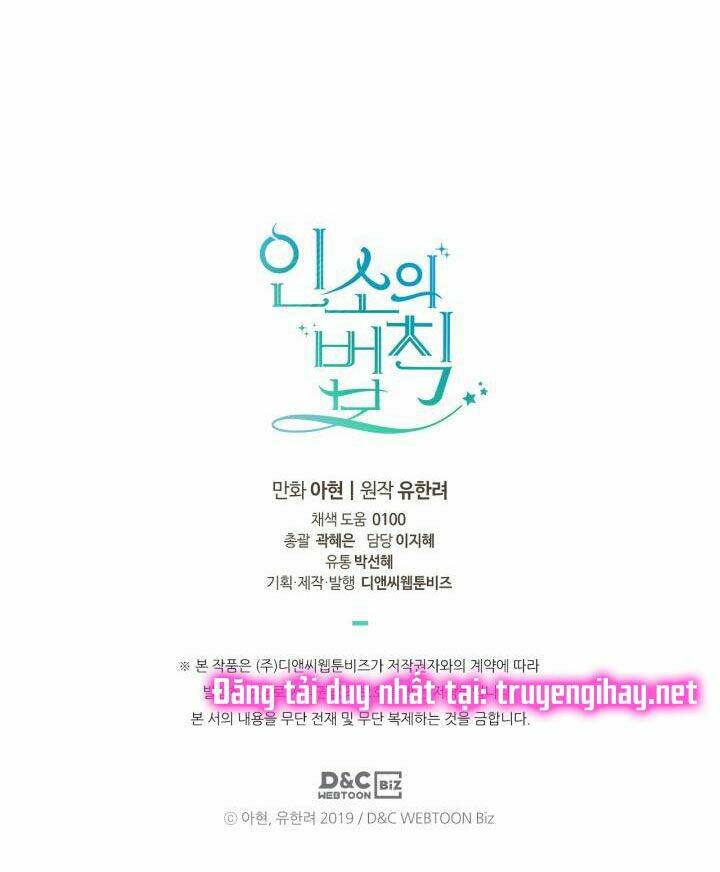 인소의
법칙
만화 아현 | 원작 유한려
채색 도움 0100
총괄 곽혜은 담당 이지혜
유통 박선혜
기획·제작·발행 디앤씨웹툰비즈
※ 본 작품은 (주)디앤씨웹툰비즈가 저작권자와의 계약에 따라
Đăng tải duy nhất tại: truyengihay.net
본 서의 내용을 무단 전재 및 무단 복제하는 것을 금합니다.
D&C BiZ
WEBTOON
ⓒ 아현, 유한려 2019 / D&C WEBTOON Biz